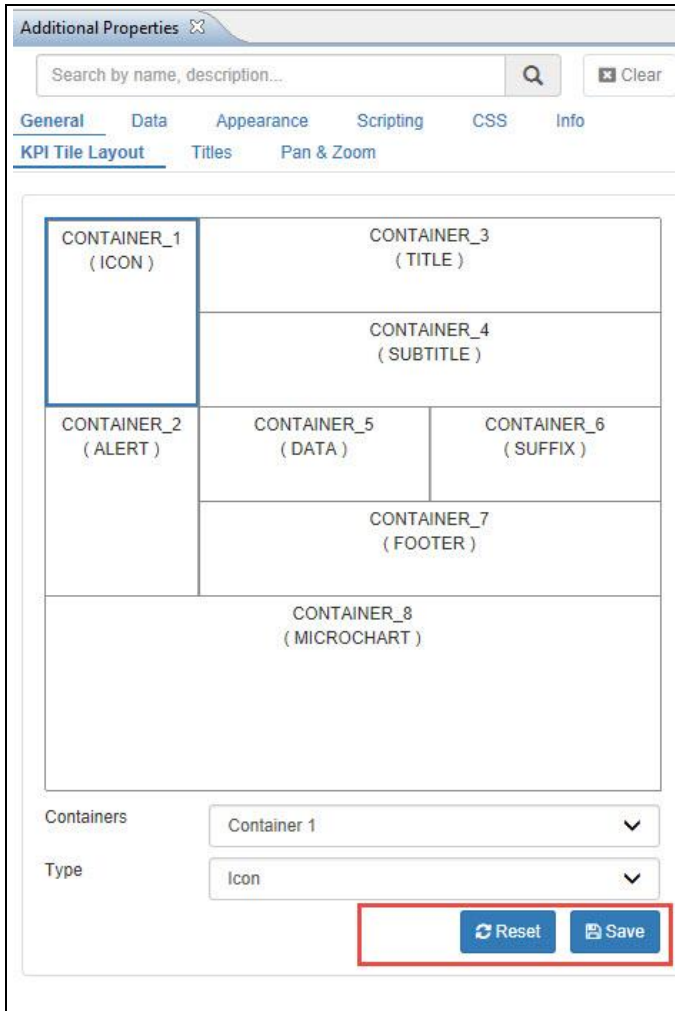 Additional Properties
Search by name, description...
Clear
General Data Appearance Scripting CSS Info
KPI Tile Layout Titles Pan & Zoom
CONTAINER_1
( ICON )
CONTAINER_3
( TITLE )
CONTAINER_4
( SUBTITLE )
CONTAINER_2
( ALERT )
CONTAINER_5
( DATA )
CONTAINER_6
( SUFFIX )
CONTAINER_7
( FOOTER )
CONTAINER_8
( MICROCHART )
Containers Container 1
Type Icon
Reset Save